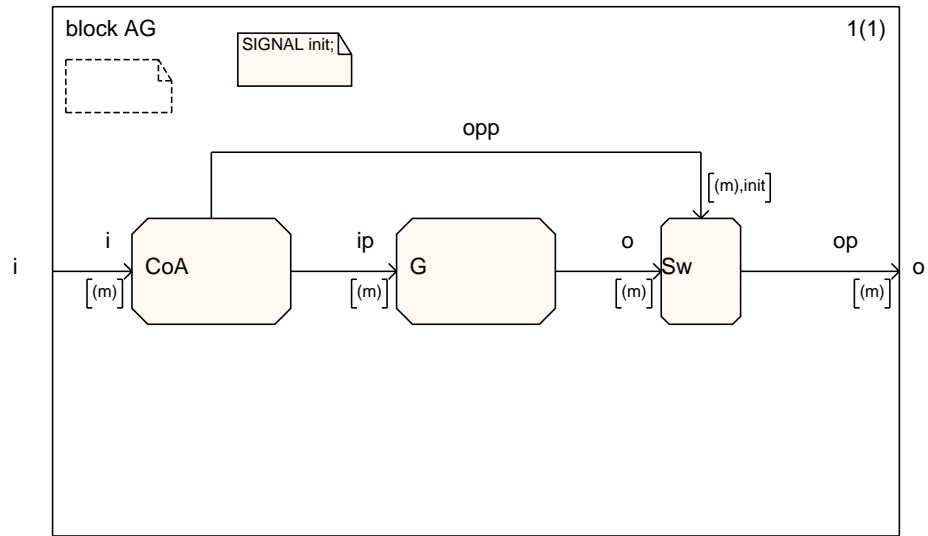 block AG
1(1)
SIGNAL init;
opp
[(m),init]
i
i
[(m)]
CoA
ip
[(m)]
G
o
[(m)]
Sw
op
[(m)]
o